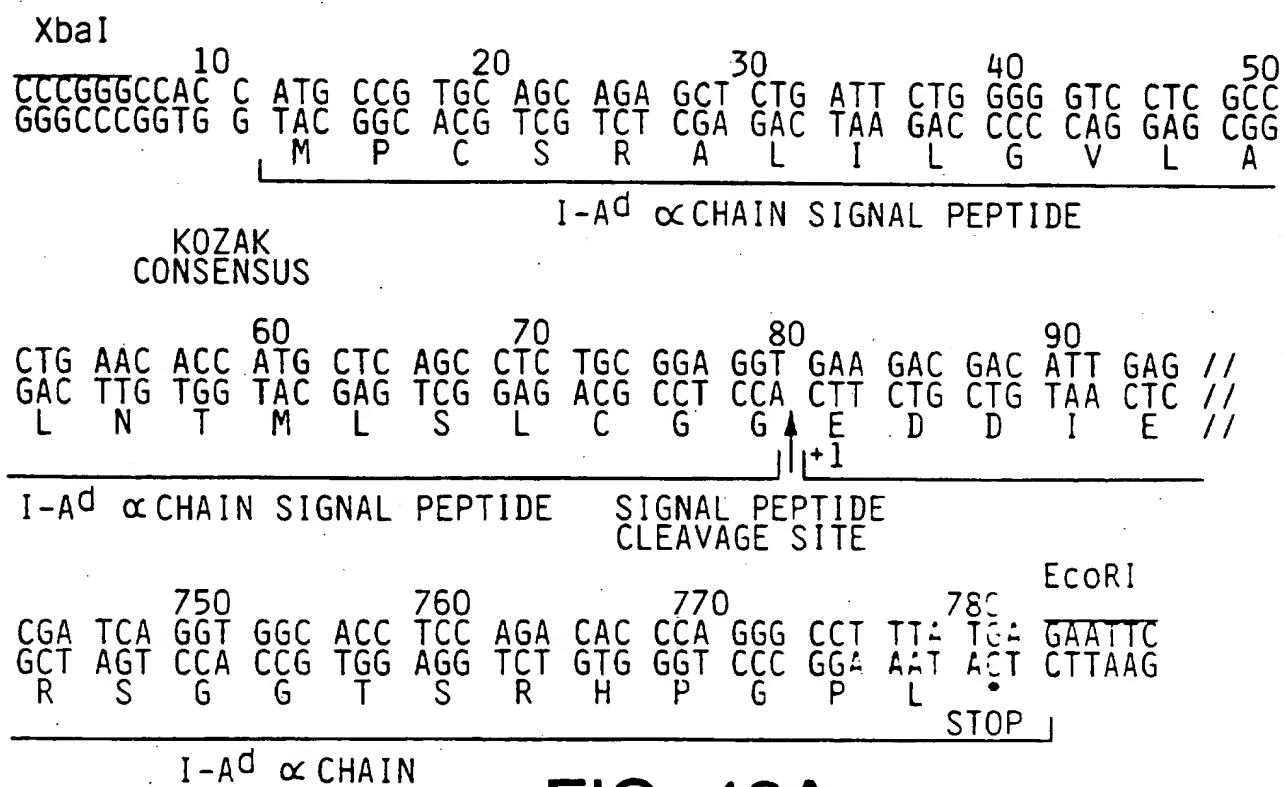 XbaI
10 20 30 40 50
CCCGGGCCAC C ATG CCG TGC AGC AGA GCT CTG ATT CTG GGG GTC CTC GCC
GGGCCCGGTG G TAC GGC ACG TCG TCT CGA GAC TAA GAC CCC CAG GAG CGG
M P C S R A L I L G V L A
I-Ad ∝ CHAIN SIGNAL PEPTIDE
KOZAK
CONSENSUS
60 70 80 90
CTG AAC ACC ATG CTC AGC CTC TGC GGA GGT GAA GAC GAC ATT GAG //
GAC TTG TGG TAC GAG TCG GAG ACG CCT CCA CTT CTG CTG TAA CTC //
L N T M L S L C G G E D D I E //
+1
I-Ad ∝ CHAIN SIGNAL PEPTIDE SIGNAL PEPTIDE
CLEAVAGE SITE
EcoRI
750 760 770
CGA TCA GGT GGC ACC TCC AGA CAC CCA GGG CCT GAATTC
GCT AGT CCA CCG TGG AGG TCT GTG GGT CCC CTTAAG
R S G G T S R H P G P L •
STOP
I-Ad ∝ CHAIN